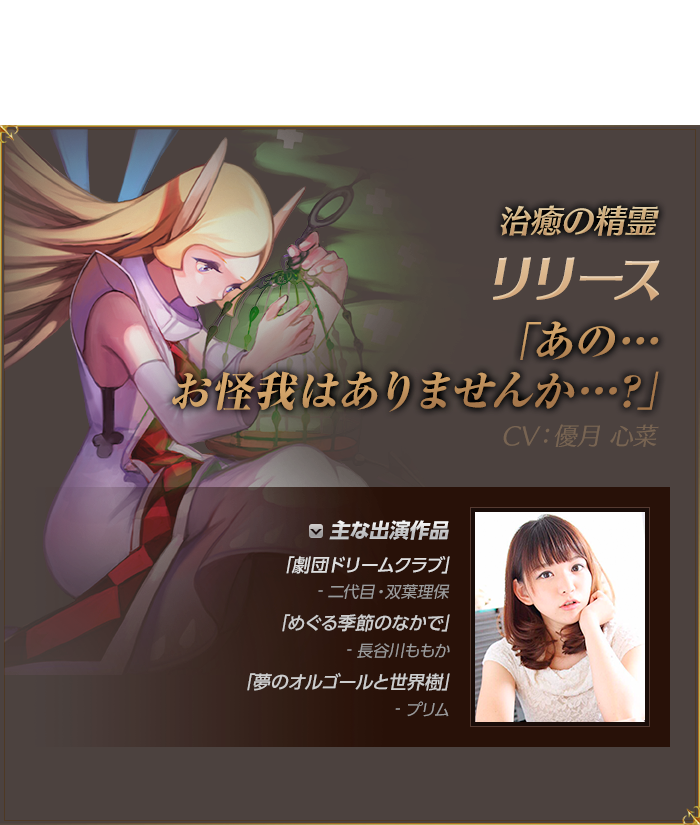 治癒の精霊
リリース
「あの…
お怪我はありませんか…?」
CV：優月 心菜
主な出演作品
「劇団ドリームクラブ」
- 二代目・双葉理保
「めぐる季節のなかで」
- 長谷川ももか
「夢のオルゴールと世界樹」
- プリム